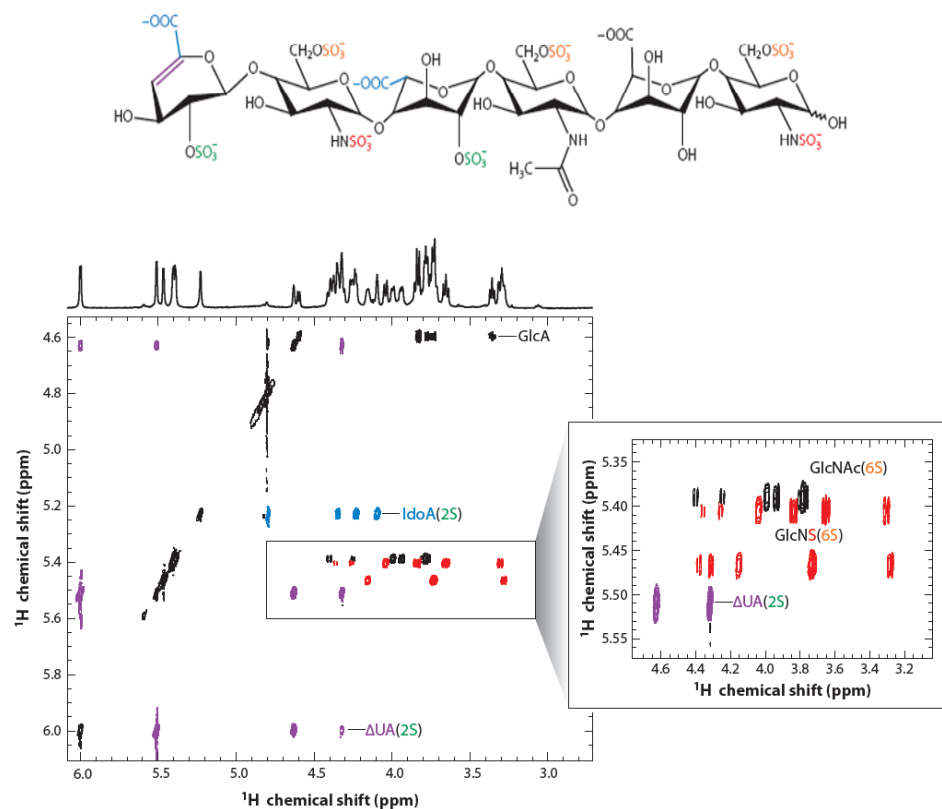 –OOC
O
HO
OSO₃⁻
O
CH₂OSO₃⁻
O
HO
HNSO₃⁻
O
–OOC
OH
O
OSO₃⁻
O
CH₂OSO₃⁻
O
HO
NH
H₃C
O
O
–OOC
OH
O
OH
O
CH₂OSO₃⁻
O
HO
OH
HNSO₃⁻
4.6
4.8
5.0
5.2
5.4
5.6
5.8
6.0
¹H chemical shift (ppm)
GlcA
IdoA(2S)
ΔUA(2S)
6.0
5.5
5.0
4.5
4.0
3.5
3.0
¹H chemical shift (ppm)
5.35
5.40
5.45
5.50
5.55
¹H chemical shift (ppm)
GlcNAc(6S)
GlcNS(6S)
ΔUA(2S)
4.6
4.4
4.2
4.0
3.8
3.6
3.4
3.2
¹H chemical shift (ppm)